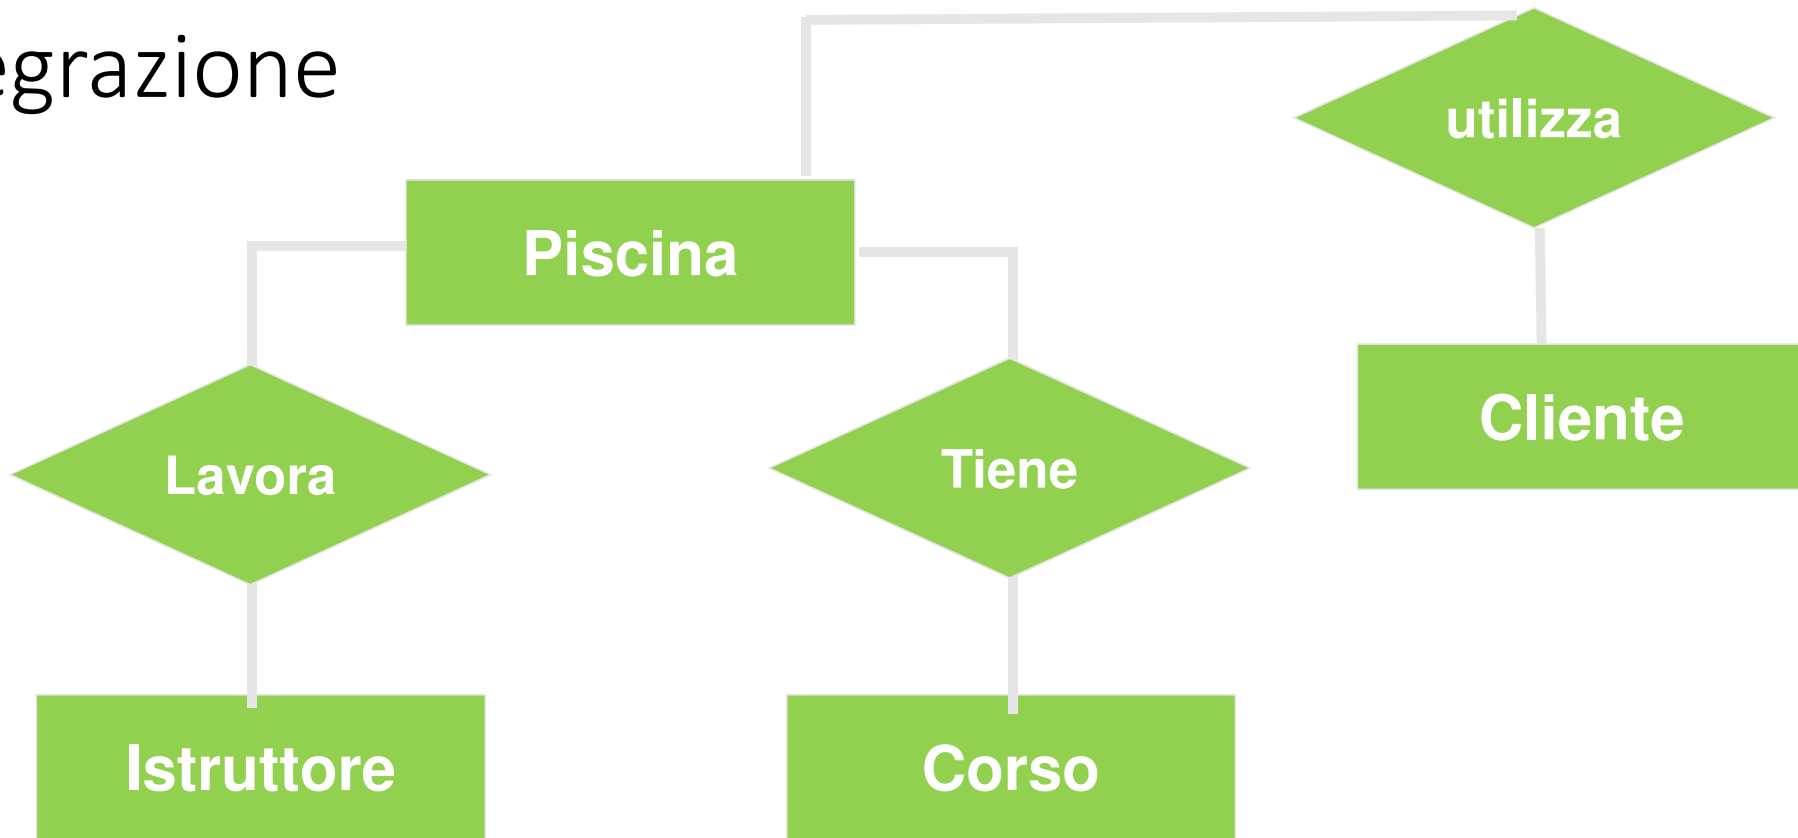 egrazione
utilizza
Piscina
Cliente
Lavora
Tiene
Istruttore
Corso